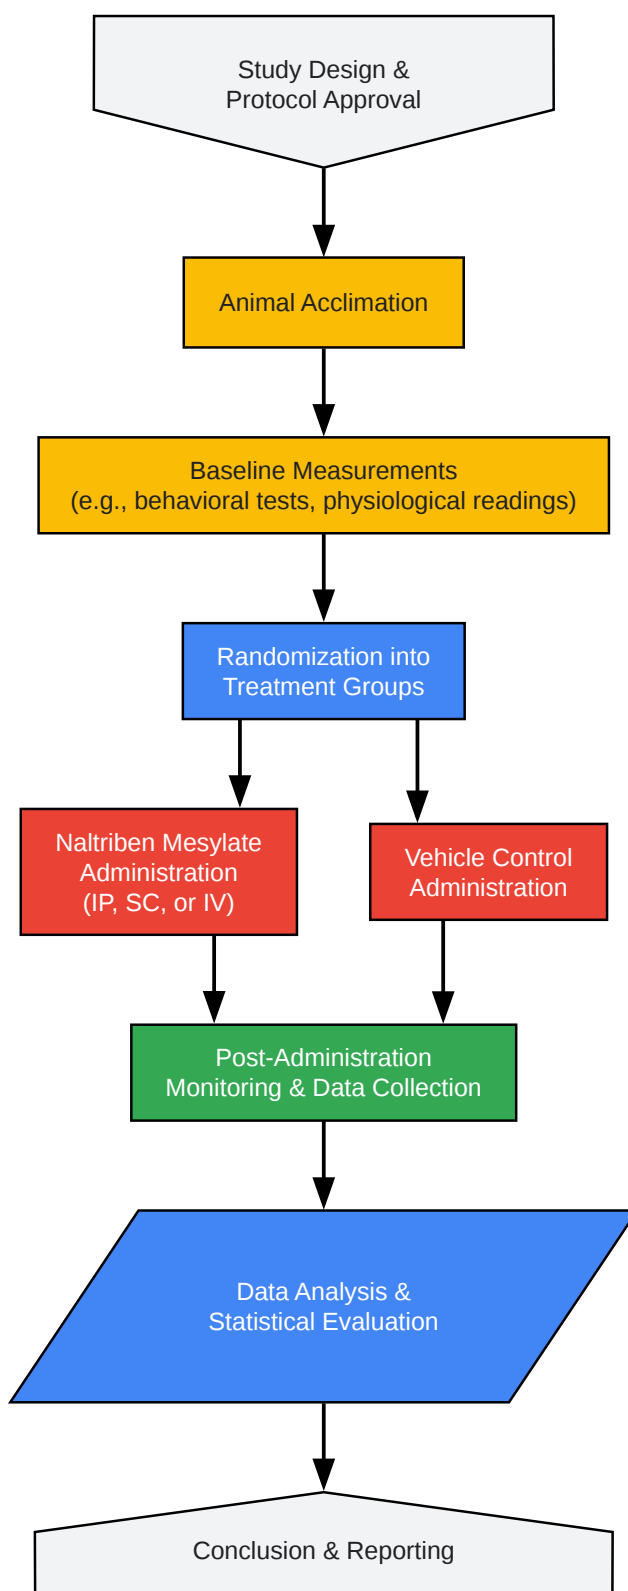 Study Design &
Protocol Approval
Animal Acclimation
Baseline Measurements
(e.g., behavioral tests, physiological readings)
Randomization into
Treatment Groups
Naltriben Mesylate
Administration
(IP, SC, or IV)
Vehicle Control
Administration
Post-Administration
Monitoring & Data Collection
Data Analysis &
Statistical Evaluation
Conclusion & Reporting